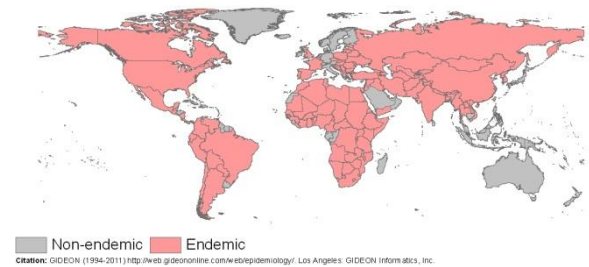 Non-endemic Endemic
Citation: GIDEON (1994-2011) http://web.gideononline.com/web/epidemiology/. Los Angeles: GIDEON Informatics, Inc.